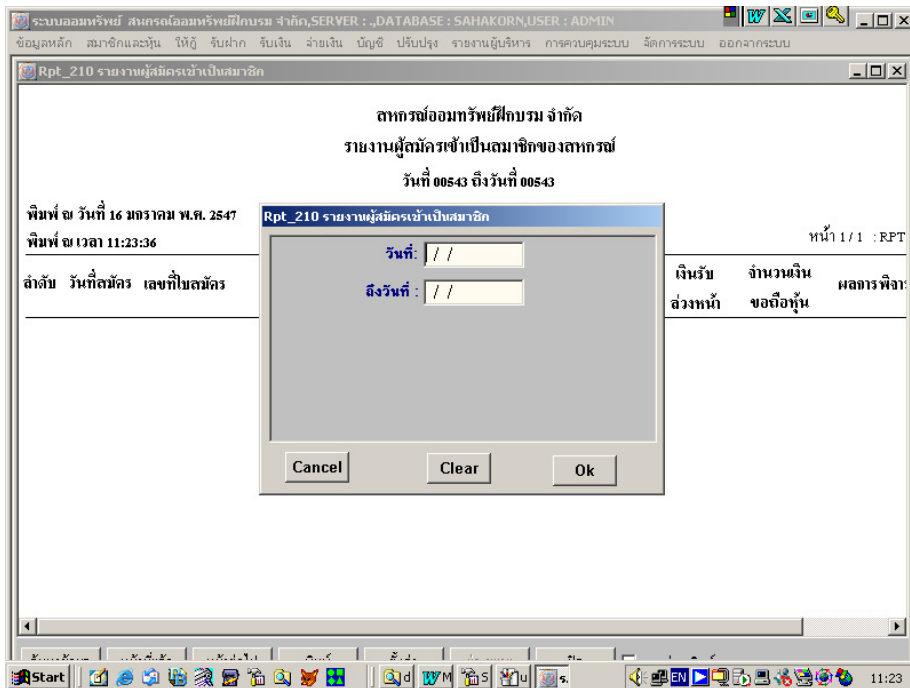 ระบบออมทรัพย์ สหกรณ์ออมทรัพย์ฝึกบรม จำกัด,SERVER : .,DATABASE : SAHAKORN,USER : ADMIN
ข้อมูลหลัก สมาชิกและหุ้น ให้กู้ รับฝาก รับเงิน จ่ายเงิน บัญชี ปรับปรุง รายงานผู้บริหาร การควบคุมระบบ จัดการระบบ ออกจากระบบ
Rpt_210 รายงานผู้สมัครเข้าเป็นสมาชิก
สหกรณ์ออมทรัพย์ฝึกบรม จำกัด
รายงานผู้สมัครเข้าเป็นสมาชิกของสหกรณ์
วันที่ 00543 ถึงวันที่ 00543
พิมพ์ ณ วันที่ 16 มกราคม พ.ศ. 2547
พิมพ์ ณ เวลา 11:23:36
หน้า 1/1 : RPT
ลำดับ วันที่สมัคร เลขที่ใบสมัคร
เงินรับ
ล่วงหน้า
จำนวนเงิน
ขอถือหุ้น
Rpt_210 รายงานผู้สมัครเข้าเป็นสมาชิก
วันที่: / /
ถึงวันที่ : / /
Cancel Clear Ok
Start
EN
11:23